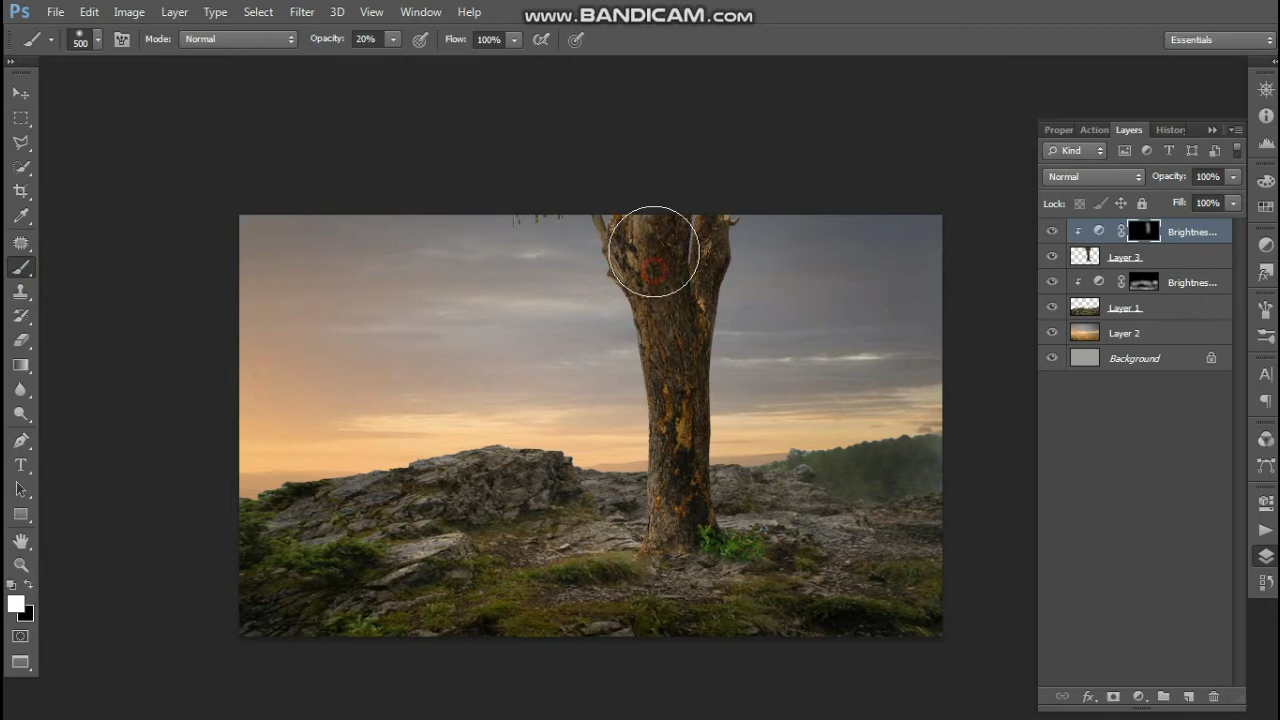 Ps File Edit Image Layer Type Select Filter 3D View Window Help
www.BANDICAM.com
500 Mode: Normal Opacity: 20% Flow: 100% Essentials
Proper Action Layers History
Kind T
Normal Opacity: 100%
Lock: Fill: 100%
Brightnes...
Layer 3
Brightnes...
Layer 1
Layer 2
Background
T
A
fx